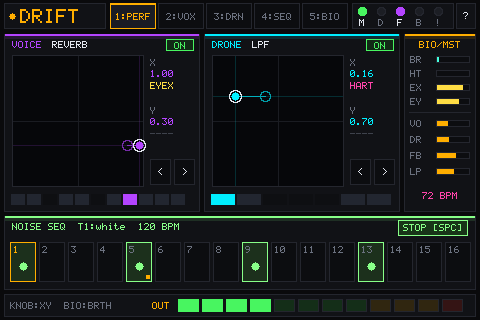 DRIFT 1:PERF 2:VOX 3:DRN 4:SEQ 5:BIO M D F B ! ?
VOICE REVERB ON
X
1.00
EYEX
Y
0.30
----
< >
DRONE LPF ON
X
0.16
HART
Y
0.70
----
< >
BIO/MST
BR
HT
EX
EY
VO
DR
FB
LP
72 BPM
NOISE SEQ T1:white 120 BPM STOP [SPC]
1 2 3 4 5 6 7 8 9 10 11 12 13 14 15 16
KNOB:XY BIO:BRTH OUT